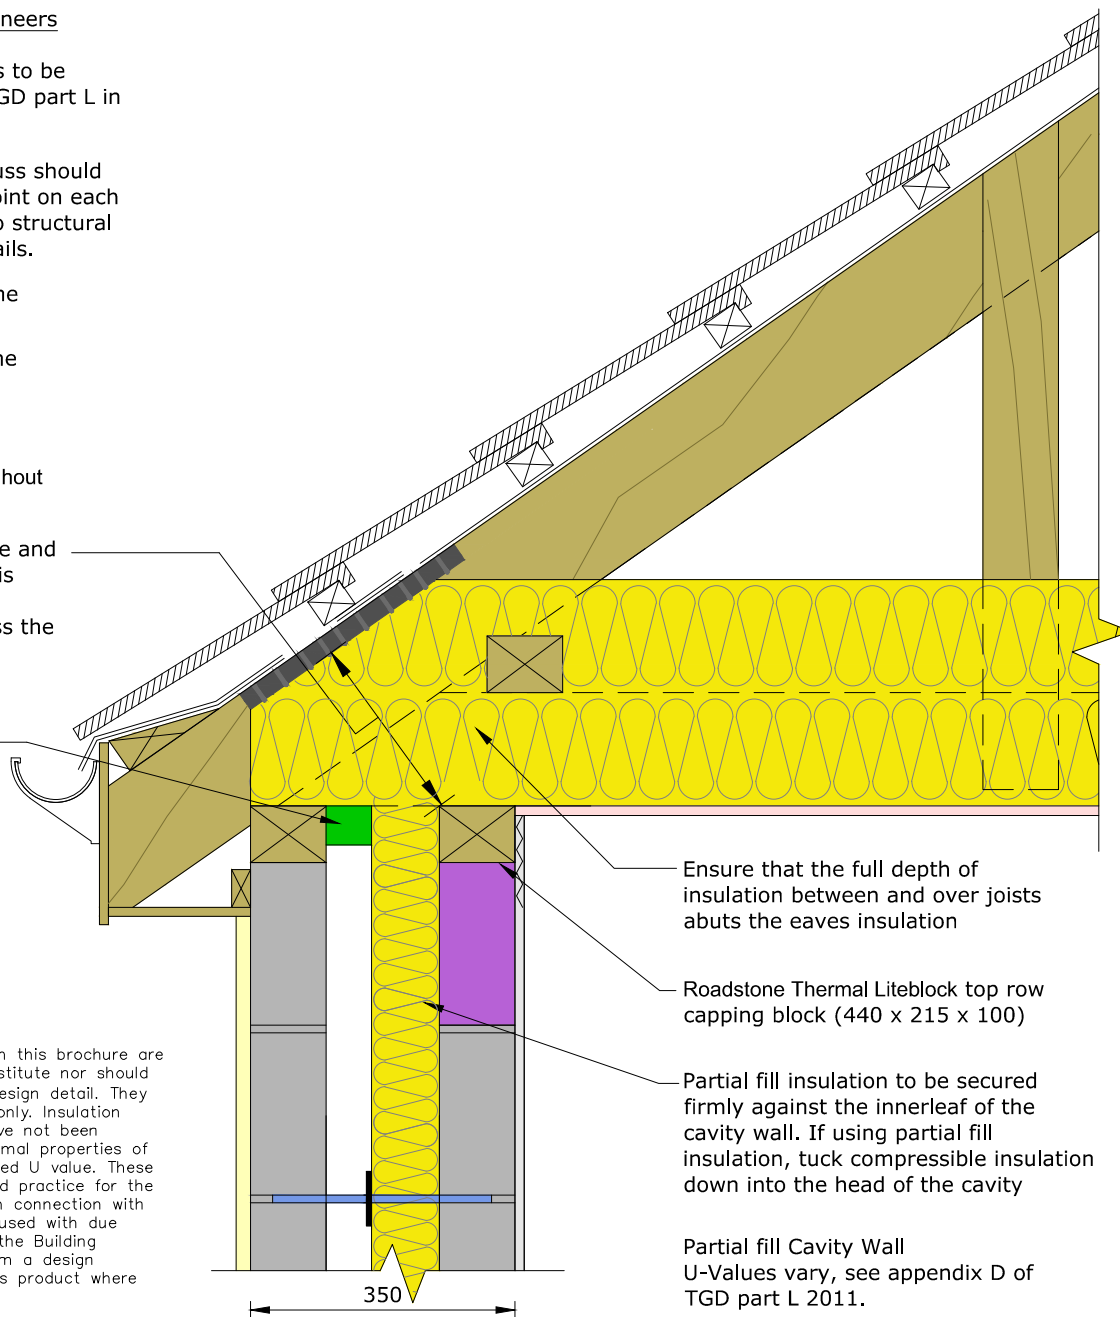 neers
s to be
GD part L in
uss should
oint on each
o structural
ails.
ne
ne
hout
e and
is
ss the
n this brochure are
stitute nor should
esign detail. They
only. Insulation
ve not been
mal properties of
ed U value. These
d practice for the
n connection with
used with due
the Building
m a design
s product where
Ensure that the full depth of
insulation between and over joists
abuts the eaves insulation
Roadstone Thermal Liteblock top row
capping block (440 x 215 x 100)
Partial fill insulation to be secured
firmly against the innerleaf of the
cavity wall. If using partial fill
insulation, tuck compressible insulation
down into the head of the cavity
Partial fill Cavity Wall
U-Values vary, see appendix D of
TGD part L 2011.
350